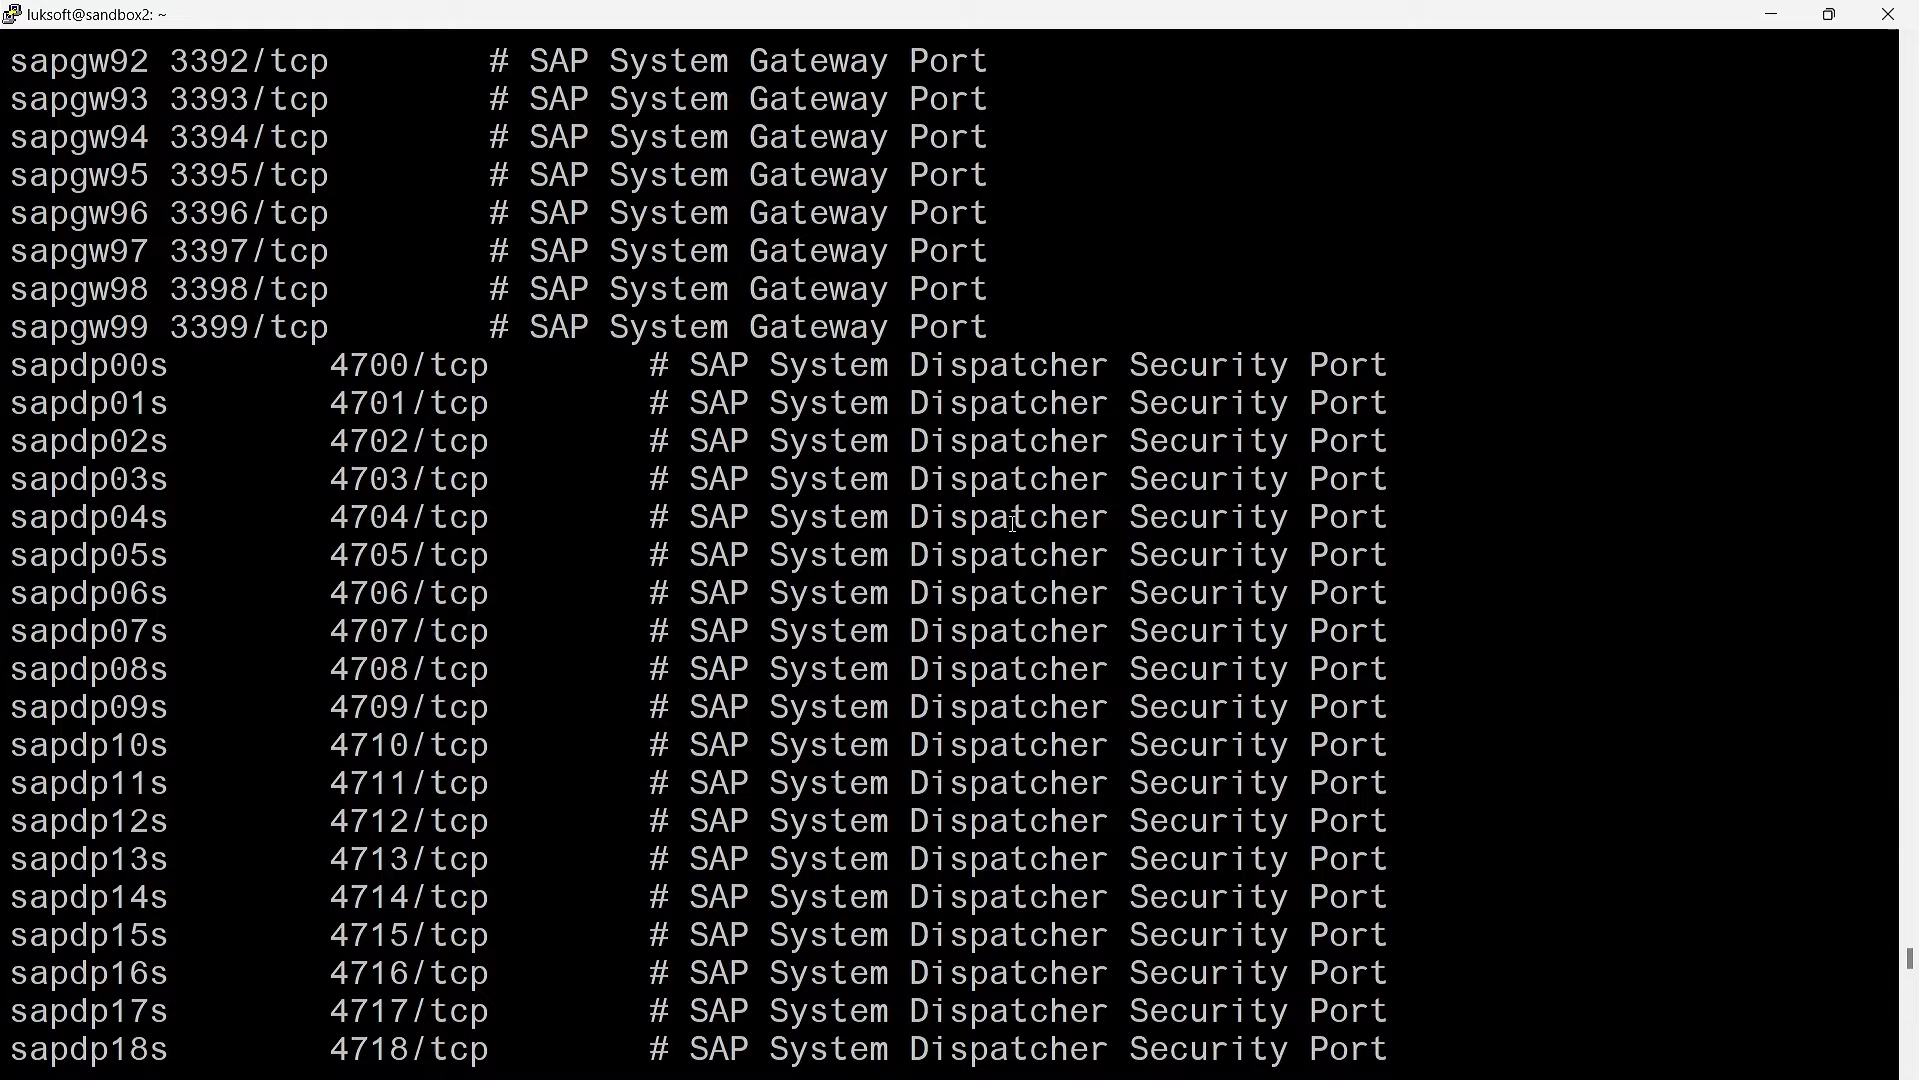 luksoft@sandbox2: ~
sapgw92 3392/tcp # SAP System Gateway Port
sapgw93 3393/tcp # SAP System Gateway Port
sapgw94 3394/tcp # SAP System Gateway Port
sapgw95 3395/tcp # SAP System Gateway Port
sapgw96 3396/tcp # SAP System Gateway Port
sapgw97 3397/tcp # SAP System Gateway Port
sapgw98 3398/tcp # SAP System Gateway Port
sapgw99 3399/tcp # SAP System Gateway Port
sapdp00s 4700/tcp # SAP System Dispatcher Security Port
sapdp01s 4701/tcp # SAP System Dispatcher Security Port
sapdp02s 4702/tcp # SAP System Dispatcher Security Port
sapdp03s 4703/tcp # SAP System Dispatcher Security Port
sapdp04s 4704/tcp # SAP System Dispatcher Security Port
sapdp05s 4705/tcp # SAP System Dispatcher Security Port
sapdp06s 4706/tcp # SAP System Dispatcher Security Port
sapdp07s 4707/tcp # SAP System Dispatcher Security Port
sapdp08s 4708/tcp # SAP System Dispatcher Security Port
sapdp09s 4709/tcp # SAP System Dispatcher Security Port
sapdp10s 4710/tcp # SAP System Dispatcher Security Port
sapdp11s 4711/tcp # SAP System Dispatcher Security Port
sapdp12s 4712/tcp # SAP System Dispatcher Security Port
sapdp13s 4713/tcp # SAP System Dispatcher Security Port
sapdp14s 4714/tcp # SAP System Dispatcher Security Port
sapdp15s 4715/tcp # SAP System Dispatcher Security Port
sapdp16s 4716/tcp # SAP System Dispatcher Security Port
sapdp17s 4717/tcp # SAP System Dispatcher Security Port
sapdp18s 4718/tcp # SAP System Dispatcher Security Port